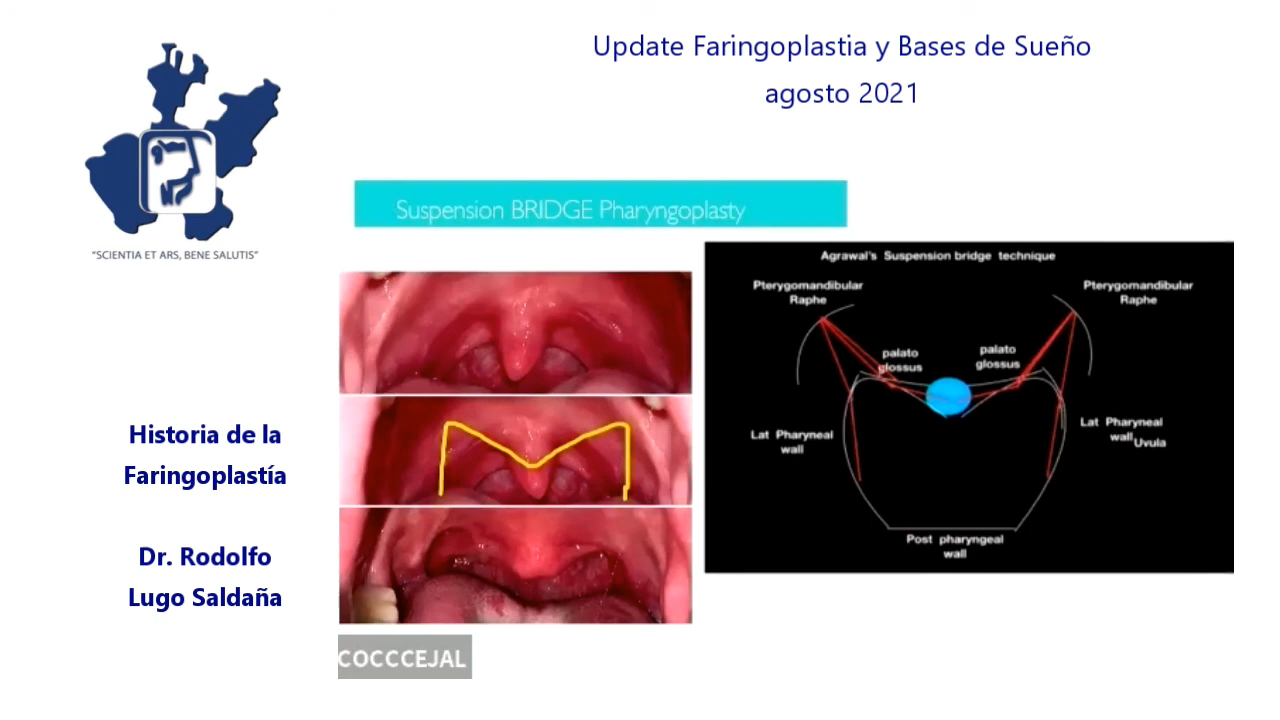 Update Faringoplastia y Bases de Sueño
agosto 2021
"SCIENTIA ET ARS, BENE SALUTIS"
Suspension BRIDGE Pharyngoplasty
Agrawal's Suspension bridge technique
Pterygomandibular
Raphe
Pterygomandibular
Raphe
palato
glossus
palato
glossus
Lat Pharyneal
wall
Lat Pharyneal
wall
Uvula
Post pharyngeal
wall
Historia de la
Faringoplastía
Dr. Rodolfo
Lugo Saldaña
COCCCEJAL